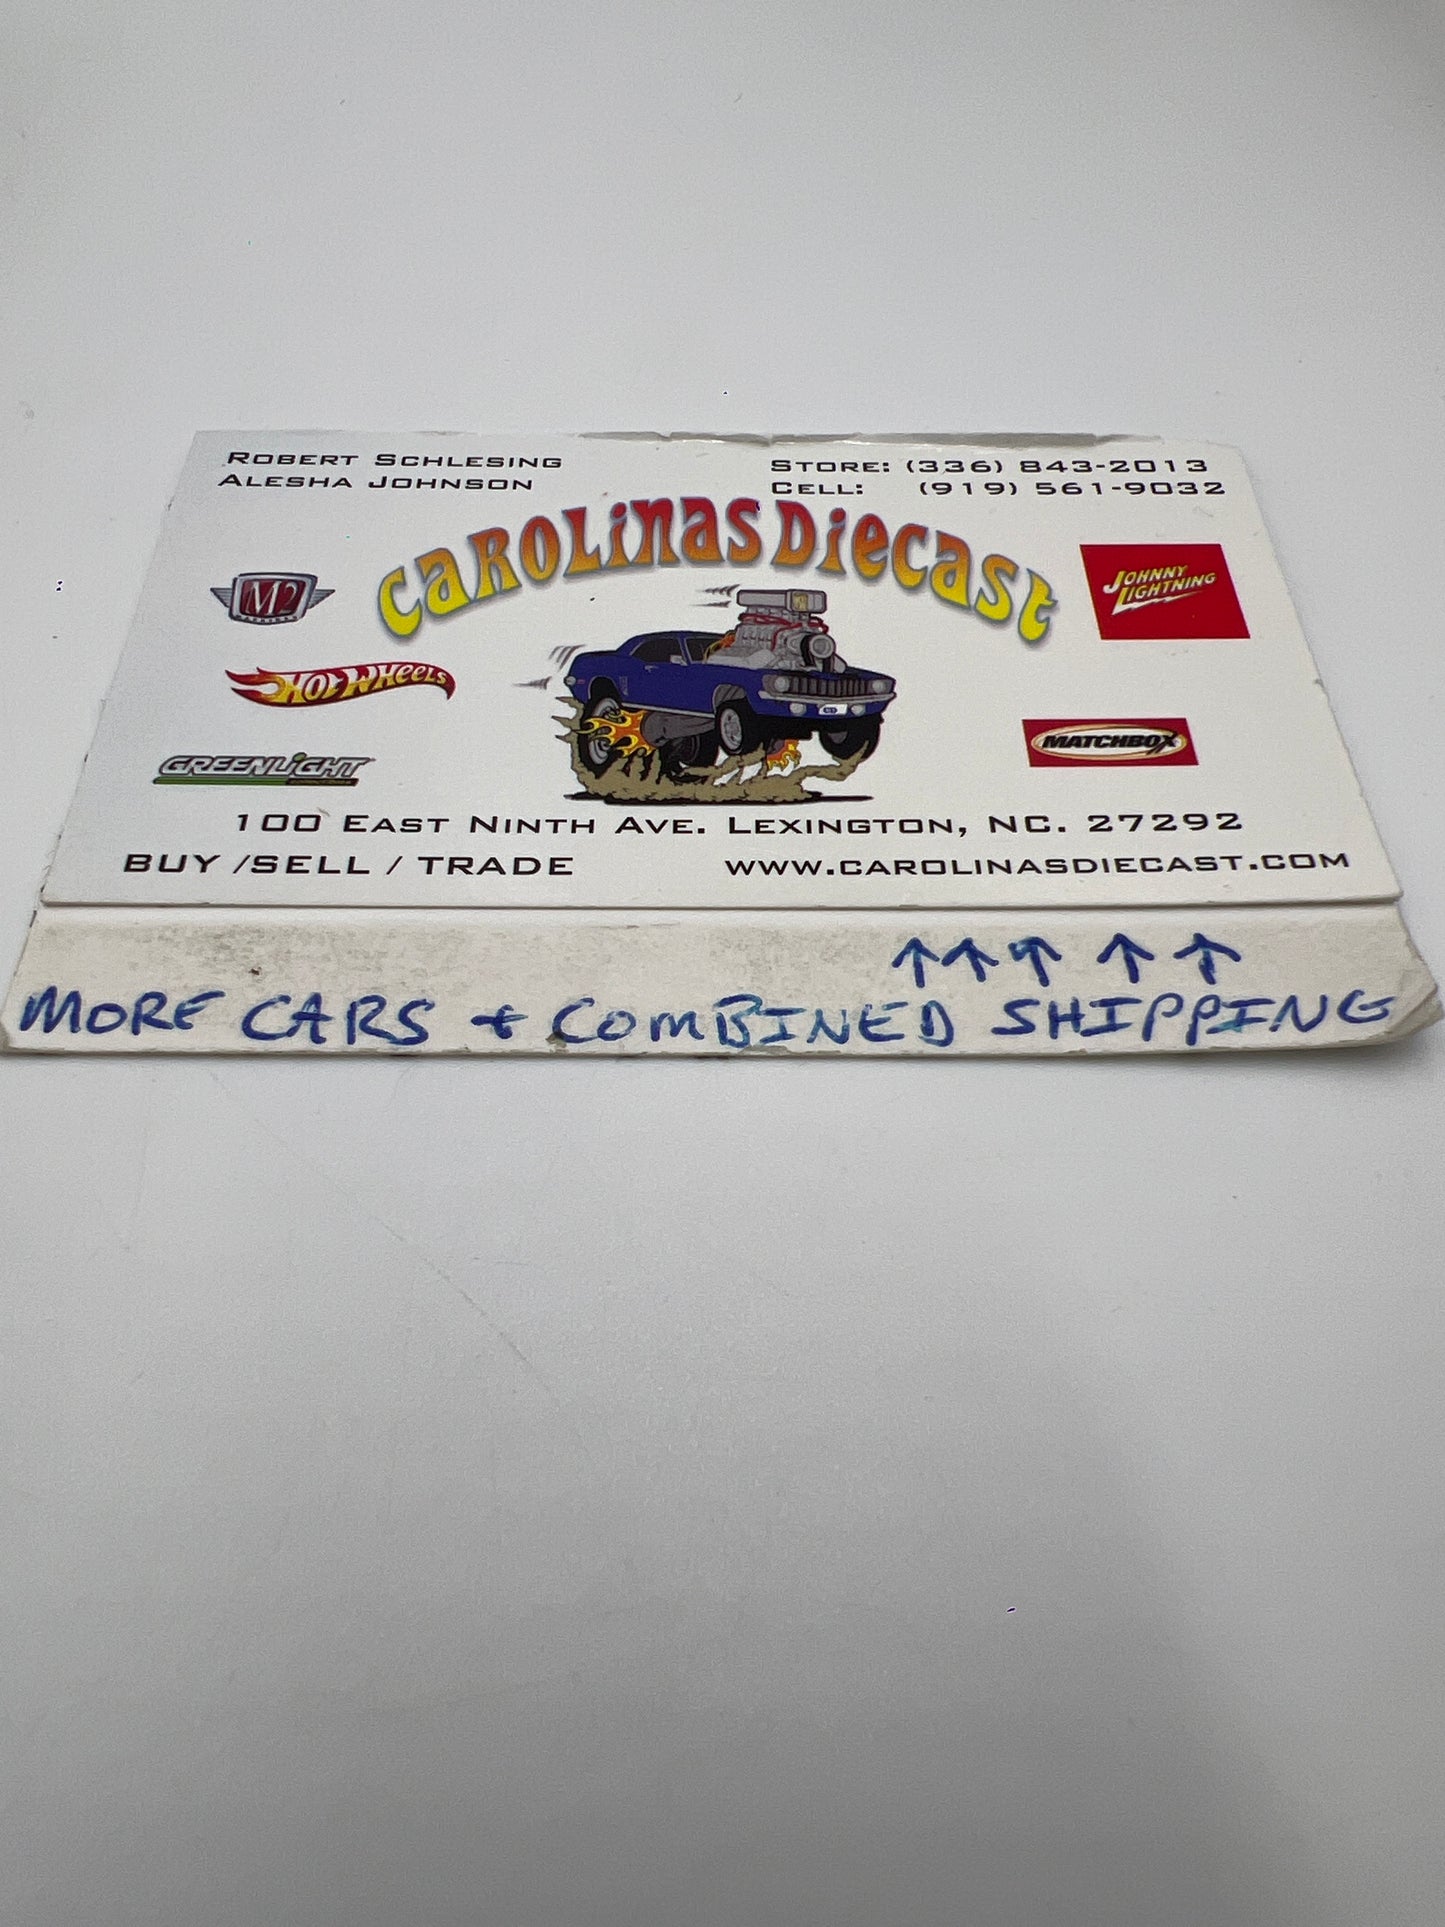 ROBERT SCHLESING
ALESHA JOHNSON
STORE: (336) 843-2013
CELL: (919) 561-9032
CAROLINAS DIECAST
M2
JOHNNY
LIGHTNING
HOT WHEELS
MATCHBOX
GREENLIGHT
100 EAST NINTH AVE. LEXINGTON, NC. 27292
BUY /SELL / TRADE
WWW.CAROLINASDIECAST.COM
↑ ↑ ↑ ↑ ↑
MORE CARS + COMBINED SHIPPING